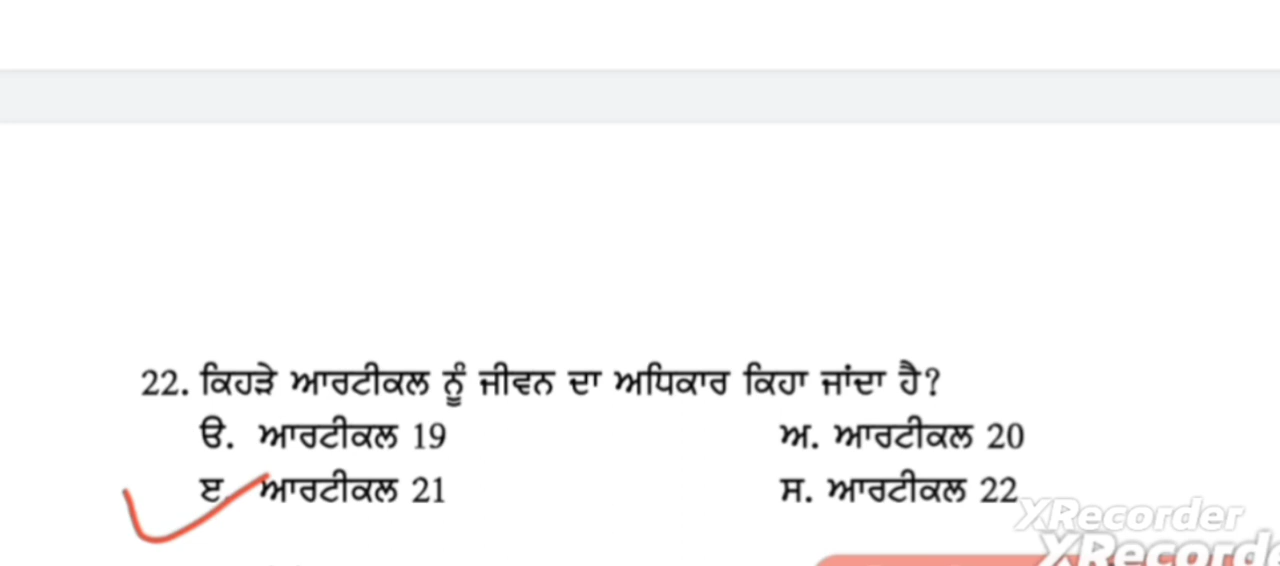 22. ਕਿਹੜੇ ਆਰਟੀਕਲ ਨੂੰ ਜੀਵਨ ਦਾ ਅਧਿਕਾਰ ਕਿਹਾ ਜਾਂਦਾ ਹੈ?
ੳ. ਆਰਟੀਕਲ 19 ਅ. ਆਰਟੀਕਲ 20
ੲ. ਆਰਟੀਕਲ 21 ਸ. ਆਰਟੀਕਲ 22
XRecorder
XRecorde